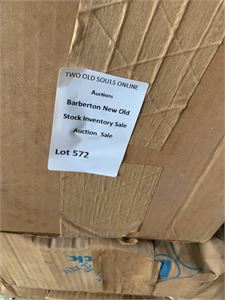 TWO OLD SOULS ONLINE
Auctions
Barberton New Old
Stock Inventory Sale
Auction Sale
Lot 572